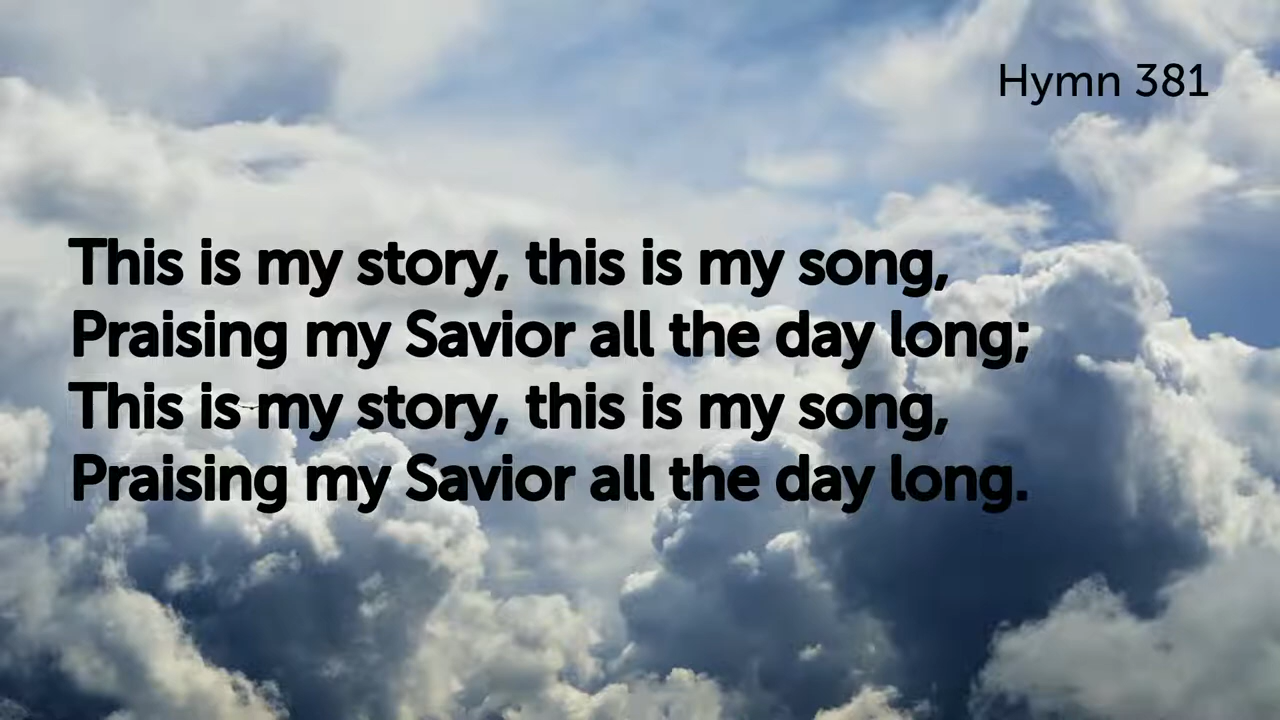 Hymn 381
This is my story, this is my song,
Praising my Savior all the day long;
This is my story, this is my song,
Praising my Savior all the day long.